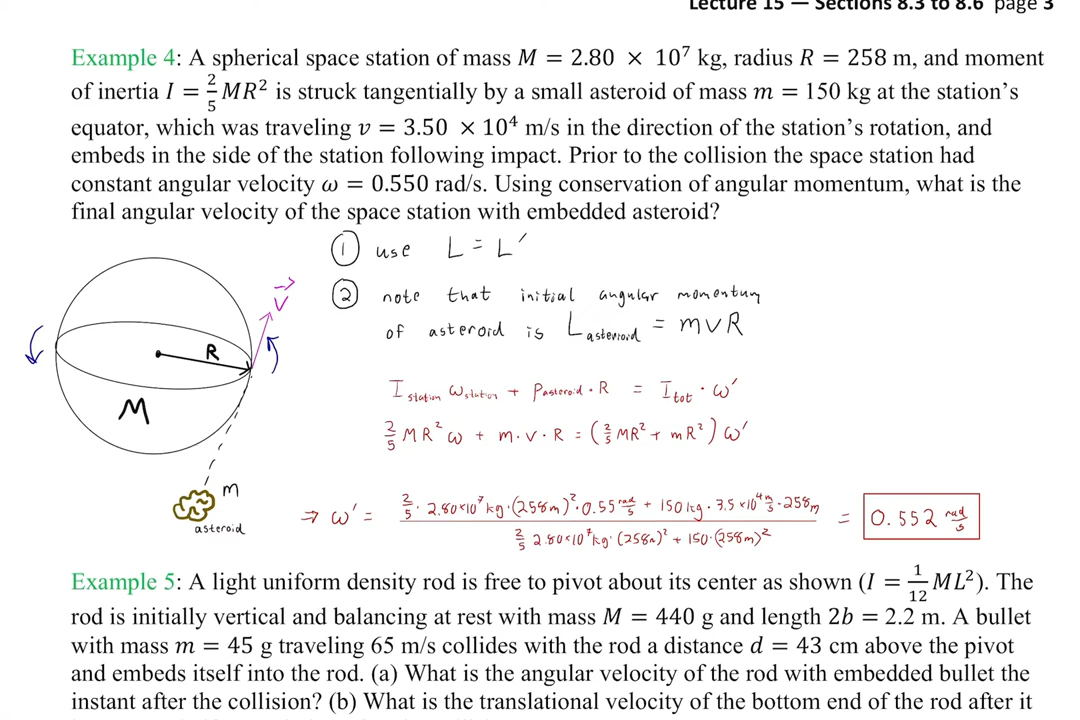 Lecture 15 — Sections 8.3 to 8.6 page 3
Example 4: A spherical space station of mass M = 2.80 × 10⁷ kg, radius R = 258 m, and moment
of inertia I = 2/5 MR² is struck tangentially by a small asteroid of mass m = 150 kg at the station's
equator, which was traveling v = 3.50 × 10⁴ m/s in the direction of the station's rotation, and
embeds in the side of the station following impact. Prior to the collision the space station had
constant angular velocity ω = 0.550 rad/s. Using conservation of angular momentum, what is the
final angular velocity of the space station with embedded asteroid?
① use L = L′
② note that initial angular momentum
of asteroid is L_asteroid = mvR
v⃗
R
M
m
asteroid
I_station ω_station + P_asteroid · R = I_tot · ω′
2/5 MR² ω + m · v · R = (2/5 MR² + mR²) ω′
⇒ ω′ = (2/5 · 2.80×10⁷ kg · (258m)² · 0.55 rad/s + 150 kg · 3.5×10⁴ m/s · 258m) / (2/5 2.80×10⁷ kg · (258m)² + 150 · (258m)²) = 0.552 rad/s
Example 5: A light uniform density rod is free to pivot about its center as shown (I = 1/12 ML²). The
rod is initially vertical and balancing at rest with mass M = 440 g and length 2b = 2.2 m. A bullet
with mass m = 45 g traveling 65 m/s collides with the rod a distance d = 43 cm above the pivot
and embeds itself into the rod. (a) What is the angular velocity of the rod with embedded bullet the
instant after the collision? (b) What is the translational velocity of the bottom end of the rod after it